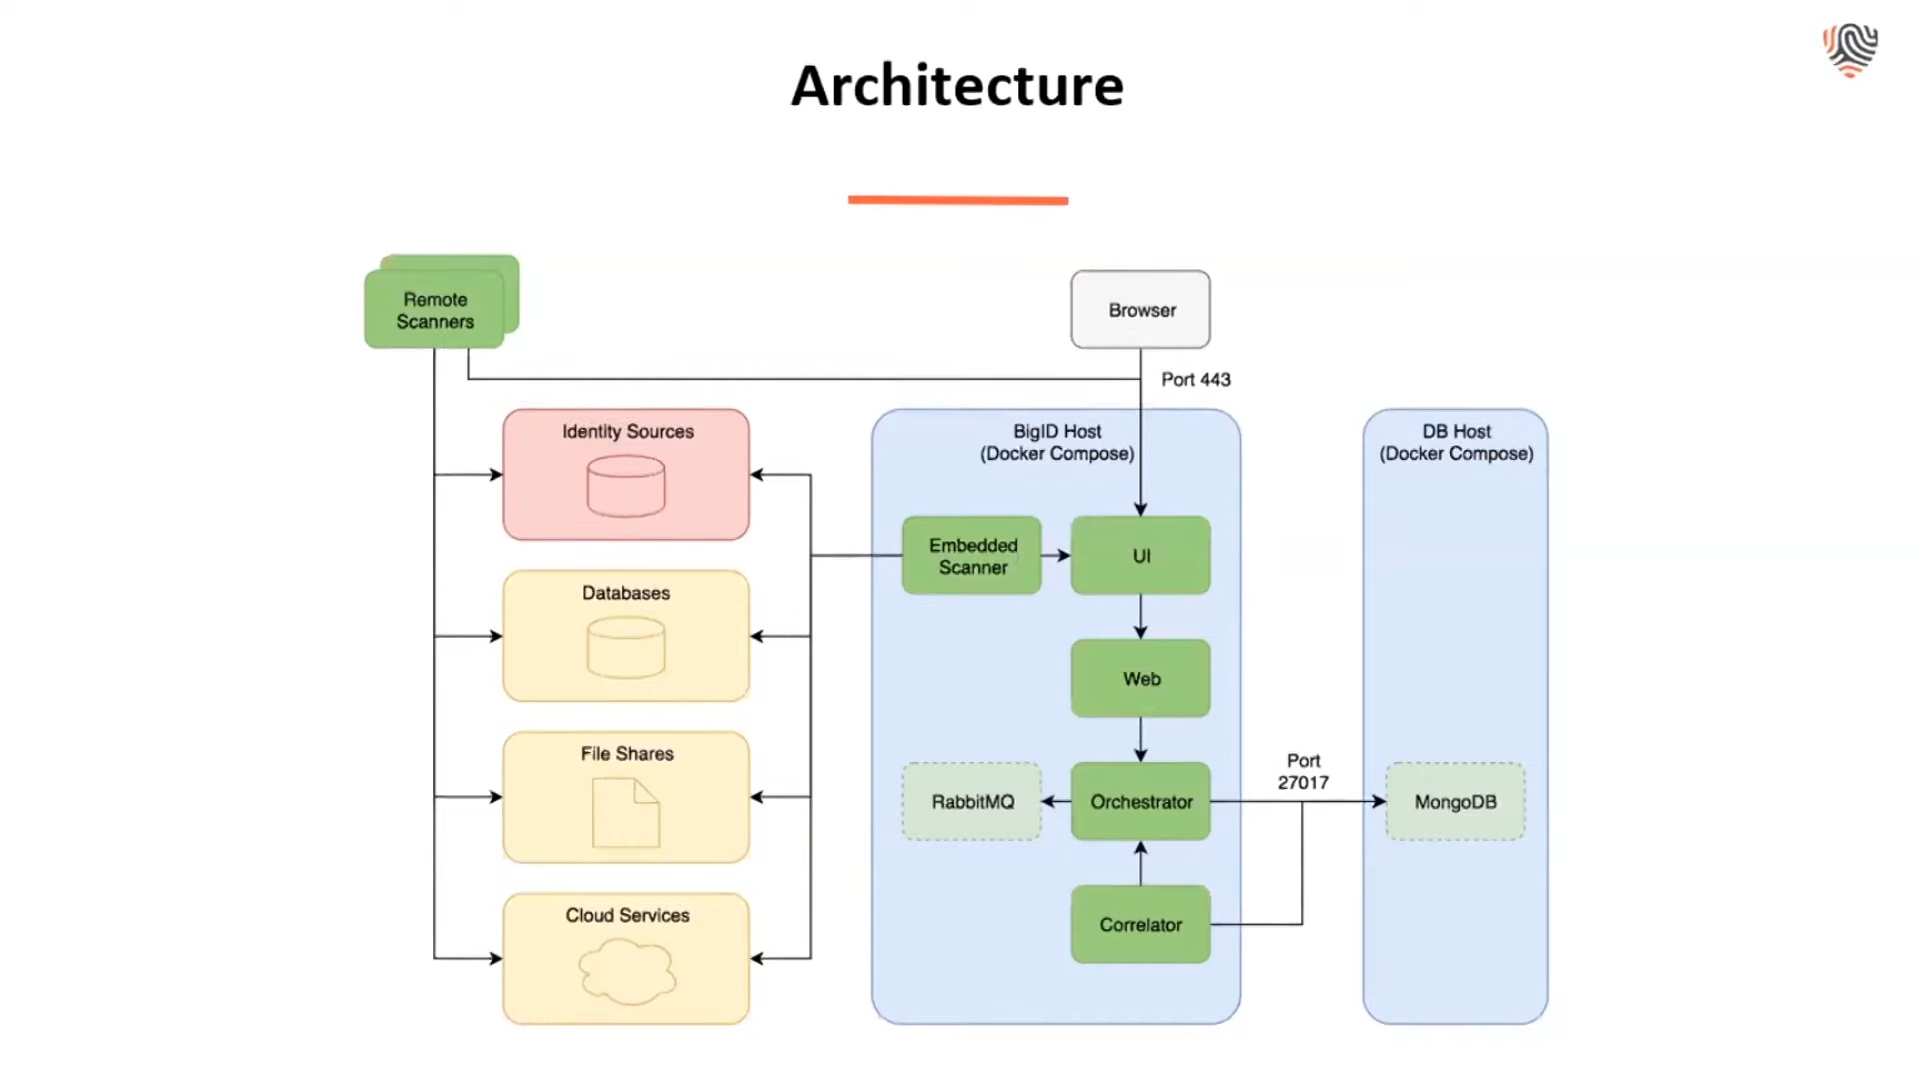 Architecture
Remote
Scanners
Browser
Port 443
Identity Sources
BigID Host
(Docker Compose)
DB Host
(Docker Compose)
Embedded
Scanner
UI
Databases
Web
File Shares
Port
27017
RabbitMQ
Orchestrator
MongoDB
Cloud Services
Correlator